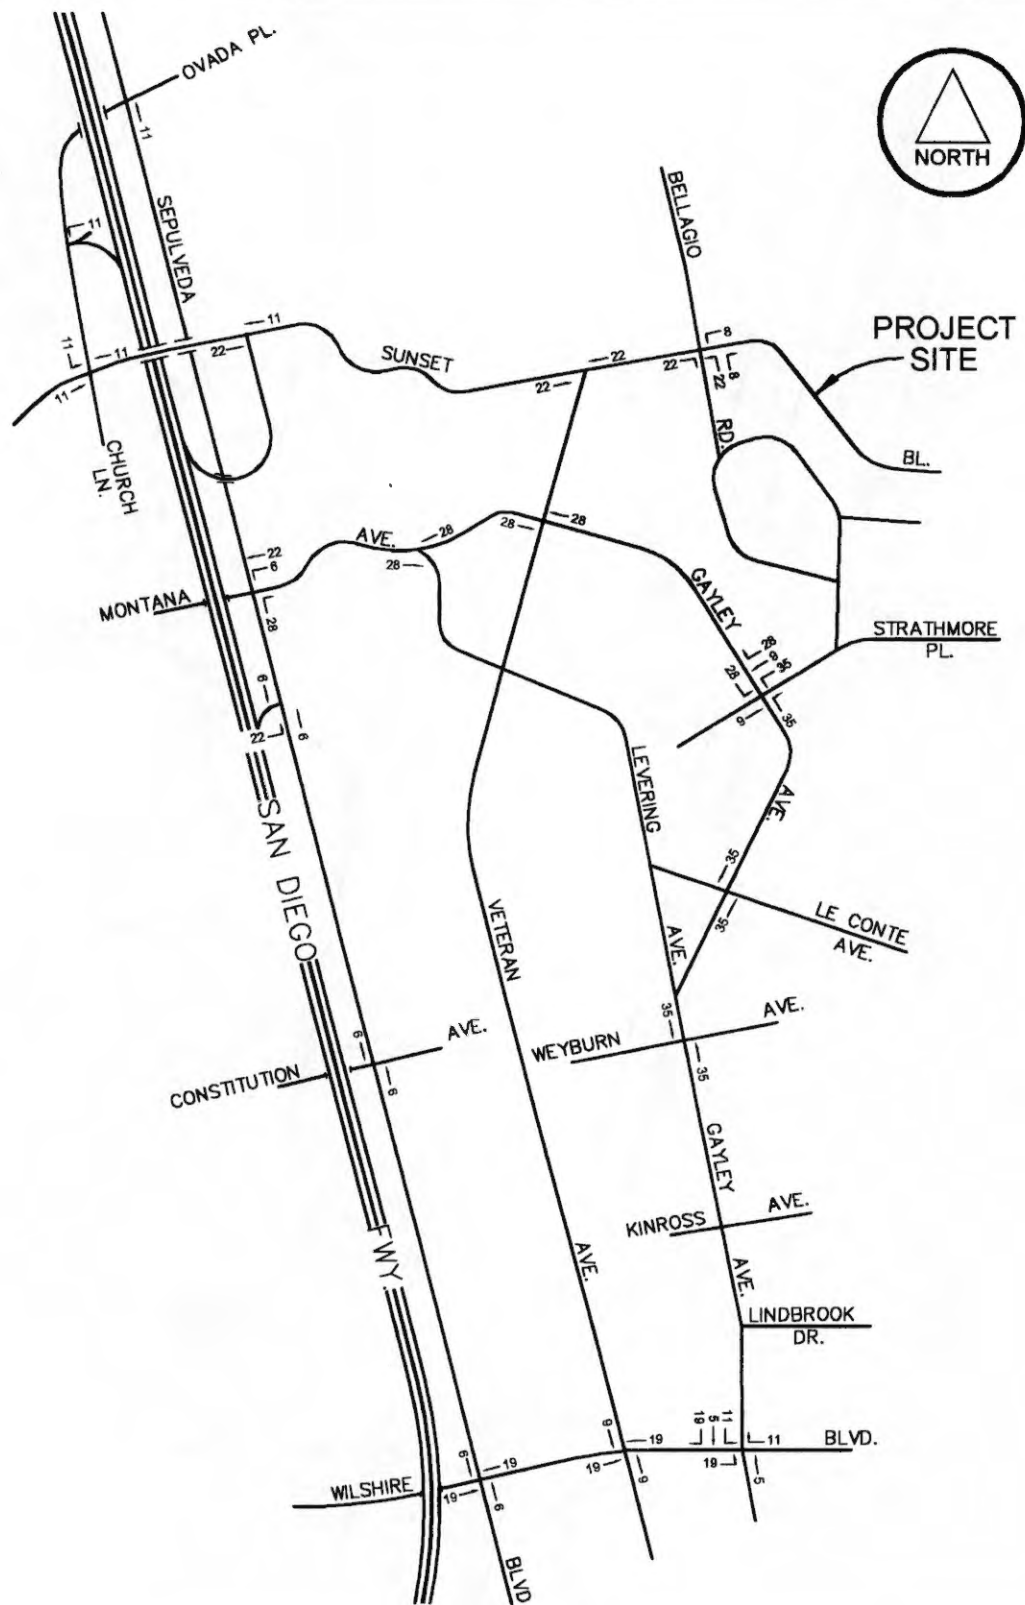 OVADA PL.
11
NORTH
SEPULVEDA
BELLAGIO
11
PROJECT
SITE
11
11
11
22
11
SUNSET
22
22
22
8
8
22
RD.
BL.
CHURCH
LN.
AVE.
28
28
28
28
GAYLEY
22
6
28
MONTANA
STRATHMORE
PL.
28
9
35
28
9
35
6
6
22
SAN DIEGO
LEVERING
AVE.
35
35
LE CONTE
AVE.
VETERAN
AVE.
35
WEYBURN
AVE.
35
CONSTITUTION
AVE.
6
6
GAYLEY
KINROSS
AVE.
AVE.
FWY.
AVE.
LINDBROOK
DR.
WILSHIRE
19
6
19
6
9
19
19
9
19
5
11
19
11
5
BLVD.
BLVD